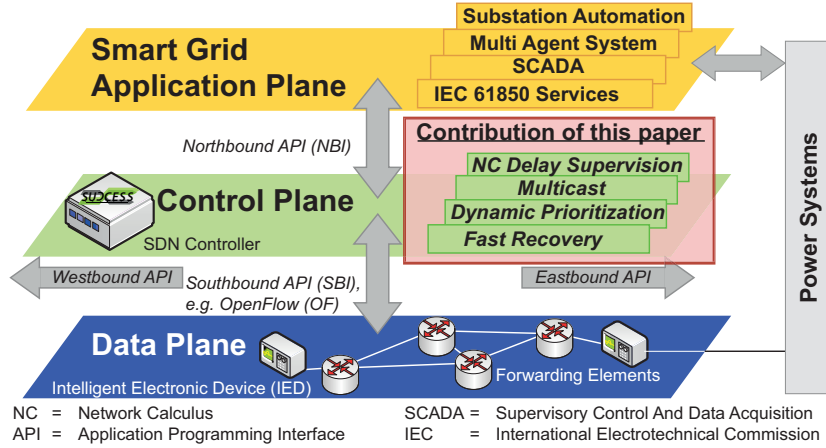 Smart Grid
Application Plane
Substation Automation
Multi Agent System
SCADA
IEC 61850 Services
Northbound API (NBI)
Contribution of this paper
NC Delay Supervision
Multicast
Dynamic Prioritization
Fast Recovery
SUCCESS
Control Plane
SDN Controller
Westbound API
Southbound API (SBI),
e.g. OpenFlow (OF)
Eastbound API
Power Systems
Data Plane
Intelligent Electronic Device (IED)
Forwarding Elements
NC = Network Calculus
API = Application Programming Interface
SCADA = Supervisory Control And Data Acquisition
IEC = International Electrotechnical Commission